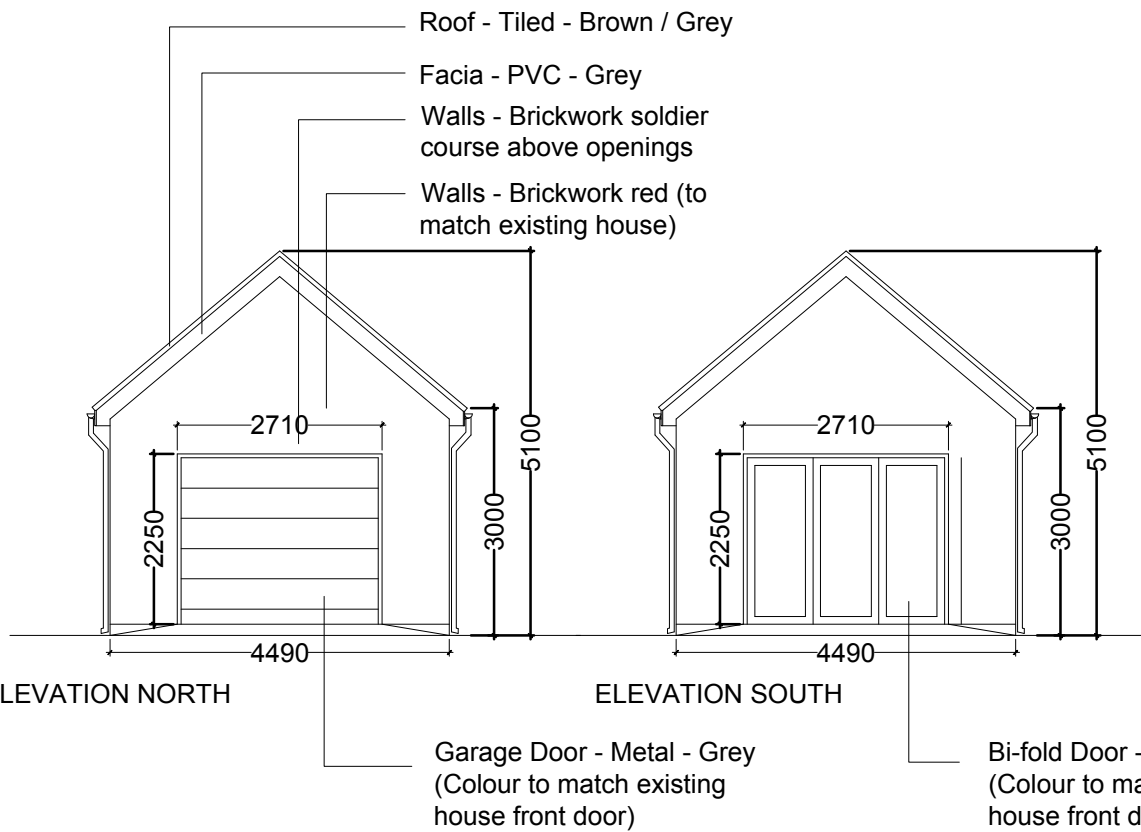 Roof - Tiled - Brown / Grey
Facia - PVC - Grey
Walls - Brickwork soldier
course above openings
Walls - Brickwork red (to
match existing house)
2710
2250
3000
5100
4490
2710
2250
3000
5100
4490
LEVATION NORTH
ELEVATION SOUTH
Garage Door - Metal - Grey
(Colour to match existing
house front door)
Bi-fold Door -
(Colour to ma
house front d